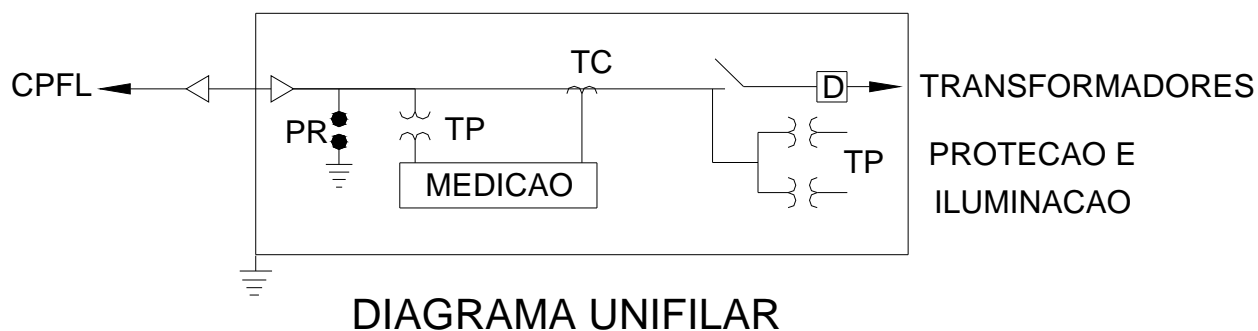 CPFL
PR
TP
MEDICAO
TC
D
TRANSFORMADORES
TP
PROTECAO E
ILUMINACAO
DIAGRAMA UNIFILAR